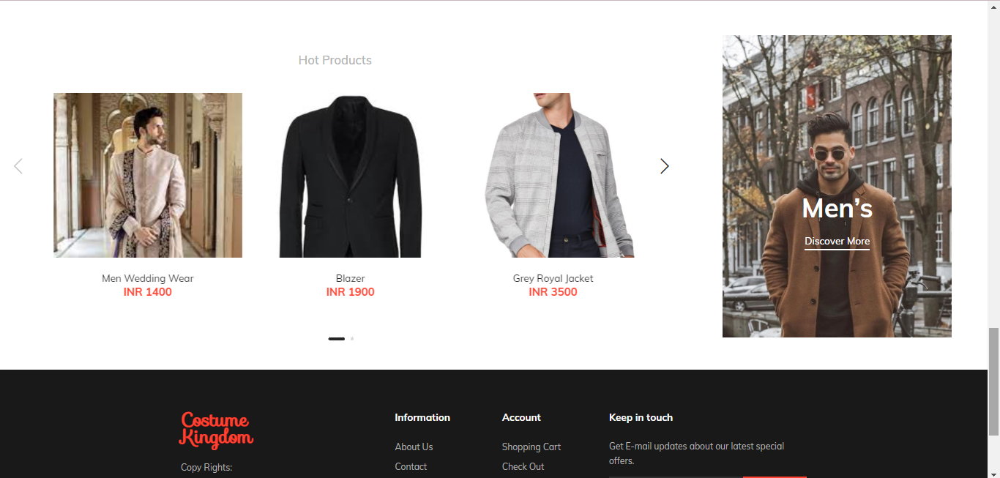 Hot Products
Men Wedding Wear
INR 1400
Blazer
INR 1900
Grey Royal Jacket
INR 3500
Men's
Discover More
Costume
Kingdom
Copy Rights:
Information
About Us
Contact
Account
Shopping Cart
Check Out
Keep in touch
Get E-mail updates about our latest special
offers.